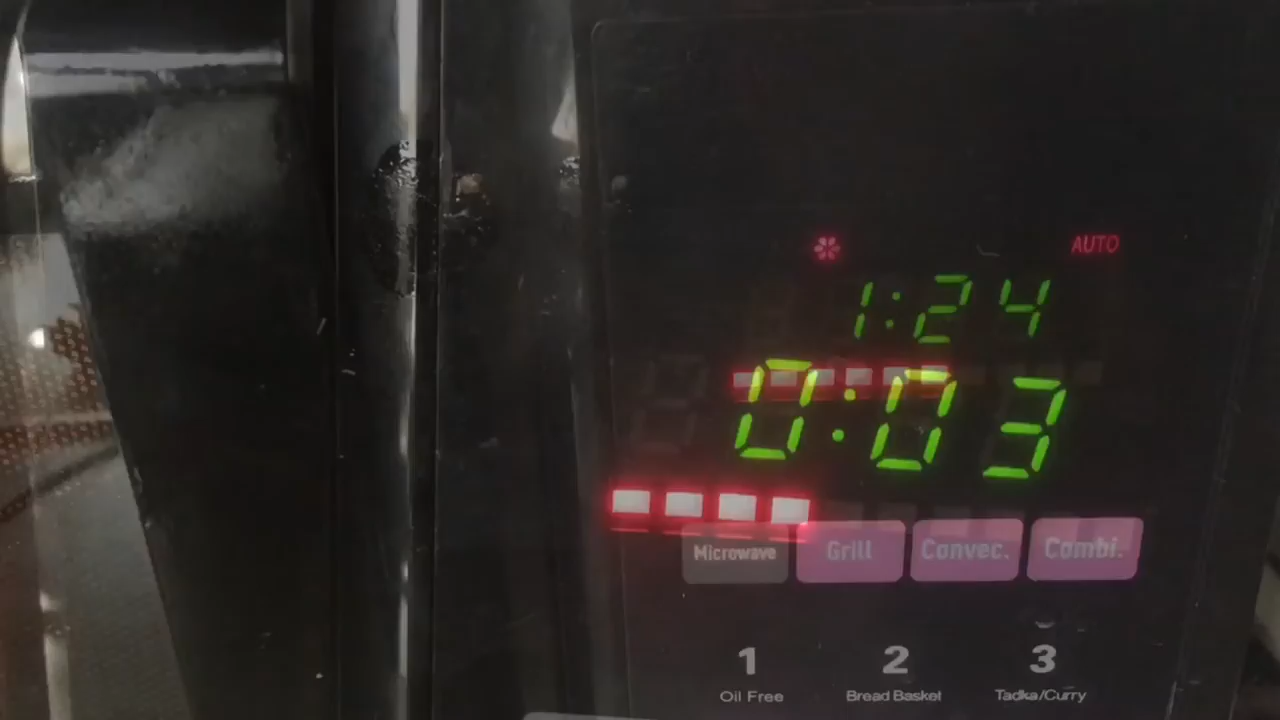 AUTO
1:24
0:03
Microwave Grill Convec. Combi.
1 2 3
Oil Free Bread Basket Tadka/Curry